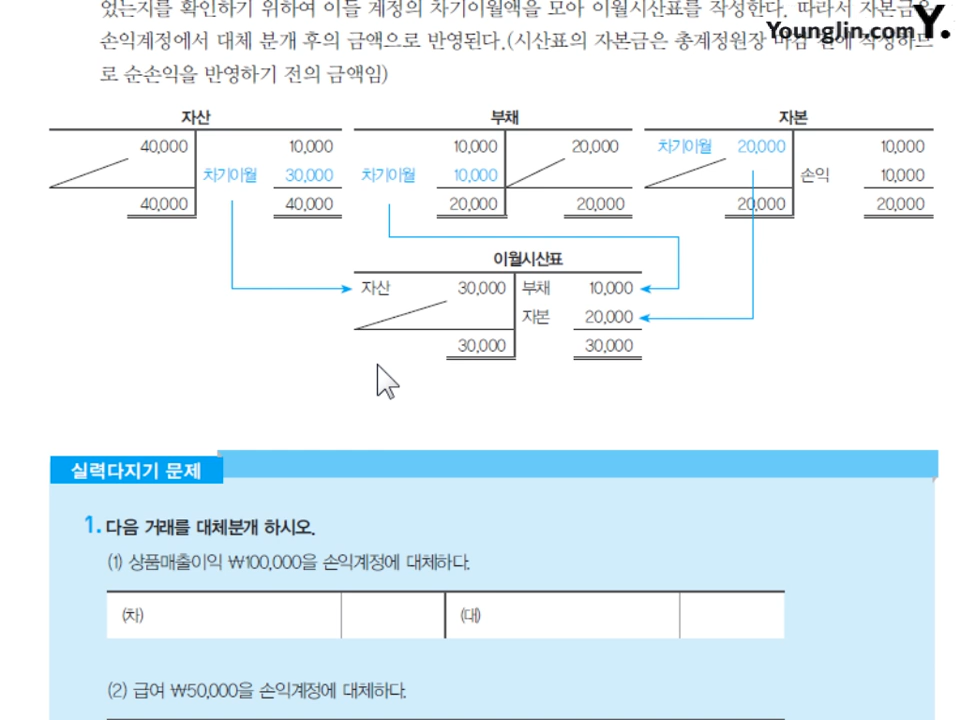 었는지를 확인하기 위하여 이들 계정의 차기이월액을 모아 이월시산표를 작성한다. 따라서 자본금은
Youngjin.com Y.
손익계정에서 대체 분개 후의 금액으로 반영된다.(시산표의 자본금은 총계정원장 마감 전에 작성하므
로 순손익을 반영하기 전의 금액임)
자산 부채 자본
40,000 10,000 10,000 20,000 차기이월 20,000 10,000
차기이월 30,000 차기이월 10,000 손익 10,000
40,000 40,000 20,000 20,000 20,000 20,000
이월시산표
자산 30,000 부채 10,000
자본 20,000
30,000 30,000
실력다지기 문제
1. 다음 거래를 대체분개 하시오.
(1) 상품매출이익 ₩100,000을 손익계정에 대체하다.
(차) (대)
(2) 급여 ₩50,000을 손익계정에 대체하다.